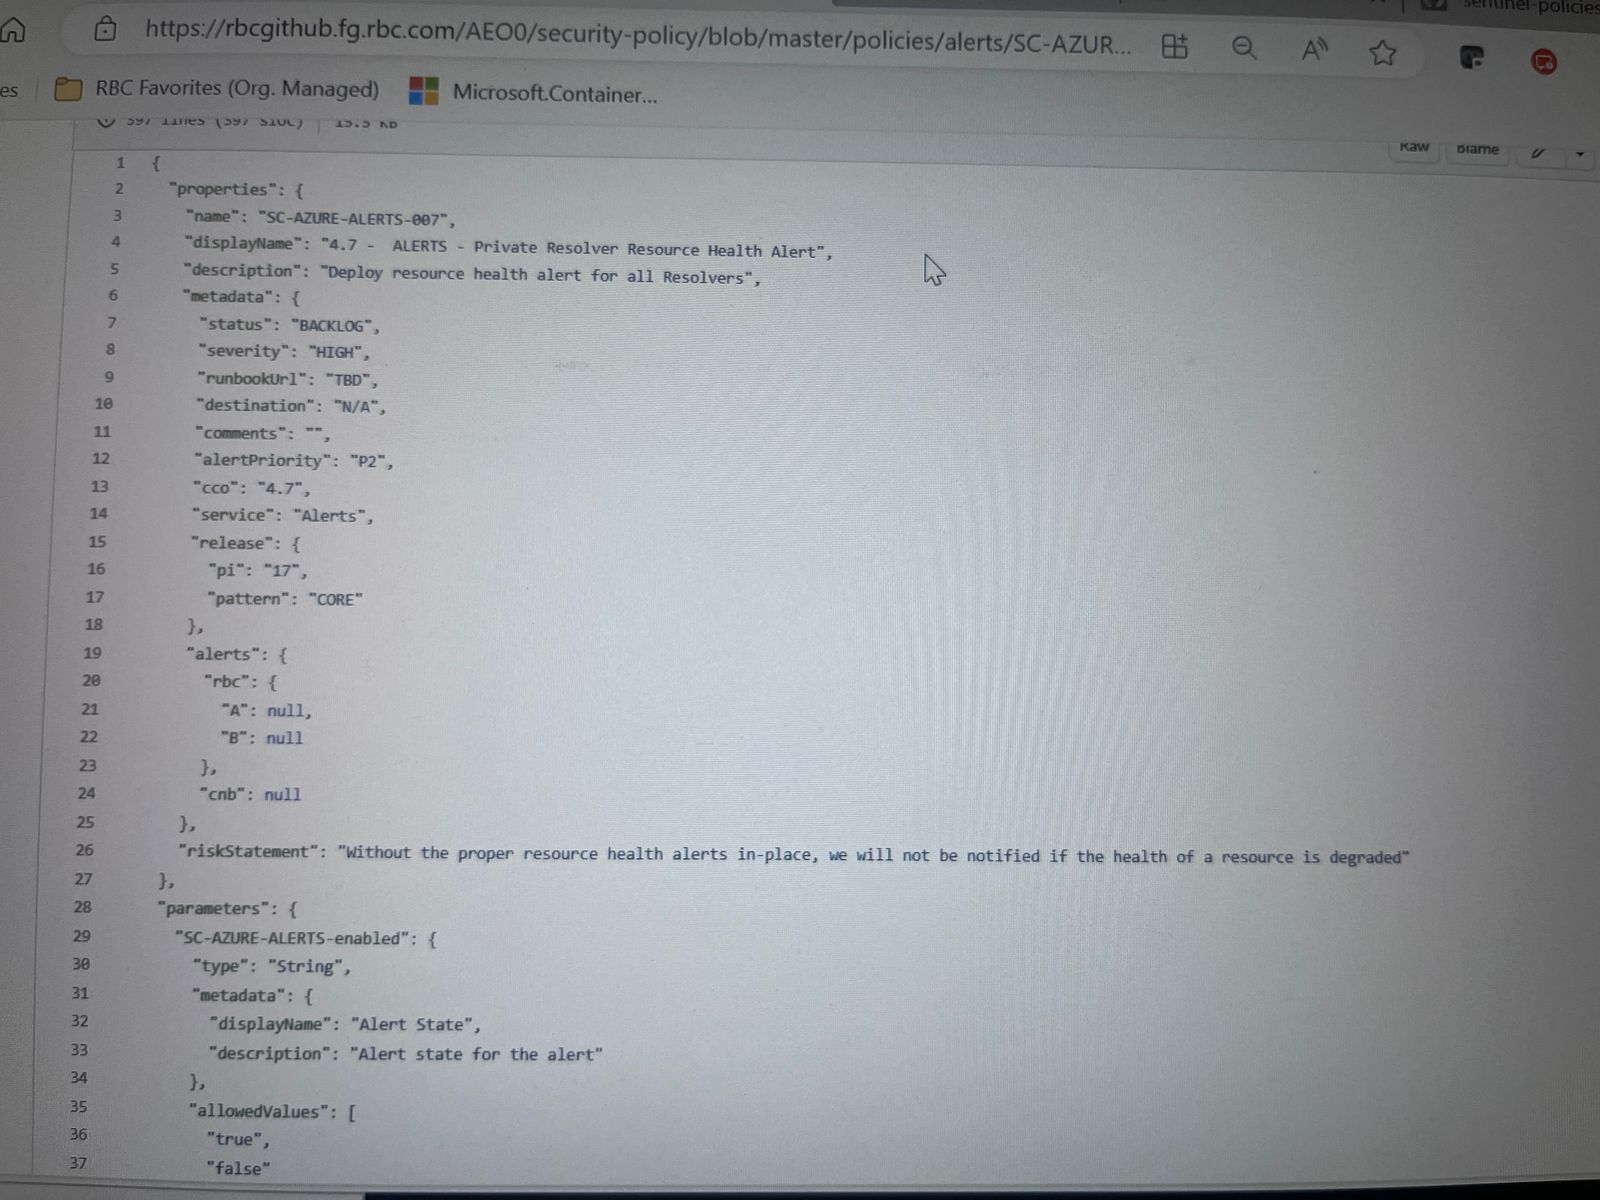 sentinel-policies
https://rbcgithub.fg.rbc.com/AEO0/security-policy/blob/master/policies/alerts/SC-AZUR...
es
RBC Favorites (Org. Managed)
Microsoft.Container...
397 lines (397 sloc) 15.5 KB
Raw
Blame
1 {
2 "properties": {
3 "name": "SC-AZURE-ALERTS-007",
4 "displayName": "4.7 -  ALERTS - Private Resolver Resource Health Alert",
5 "description": "Deploy resource health alert for all Resolvers",
6 "metadata": {
7 "status": "BACKLOG",
8 "severity": "HIGH",
9 "runbookUrl": "TBD",
10 "destination": "N/A",
11 "comments": "",
12 "alertPriority": "P2",
13 "cco": "4.7",
14 "service": "Alerts",
15 "release": {
16 "pi": "17",
17 "pattern": "CORE"
18 },
19 "alerts": {
20 "rbc": {
21 "A": null,
22 "B": null
23 },
24 "cnb": null
25 },
26 "riskStatement": "Without the proper resource health alerts in-place, we will not be notified if the health of a resource is degraded"
27 },
28 "parameters": {
29 "SC-AZURE-ALERTS-enabled": {
30 "type": "String",
31 "metadata": {
32 "displayName": "Alert State",
33 "description": "Alert state for the alert"
34 },
35 "allowedValues": [
36 "true",
37 "false"